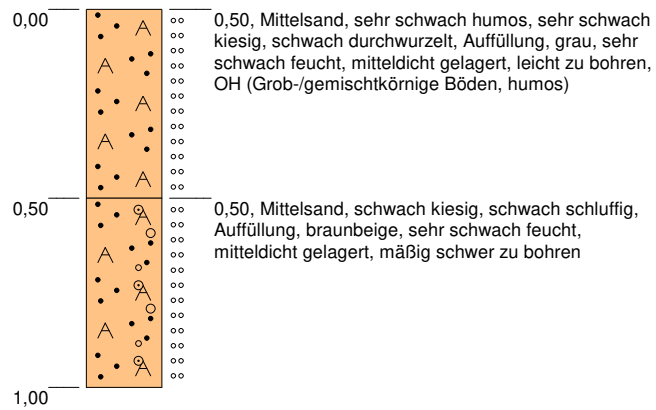 0,00
0,50, Mittelsand, sehr schwach humos, sehr schwach
kiesig, schwach durchwurzelt, Auffüllung, grau, sehr
schwach feucht, mitteldicht gelagert, leicht zu bohren,
OH (Grob-/gemischtkörnige Böden, humos)
0,50
0,50, Mittelsand, schwach kiesig, schwach schluffig,
Auffüllung, braunbeige, sehr schwach feucht,
mitteldicht gelagert, mäßig schwer zu bohren
1,00
A
A
A
A
A
A
A
A
A
A